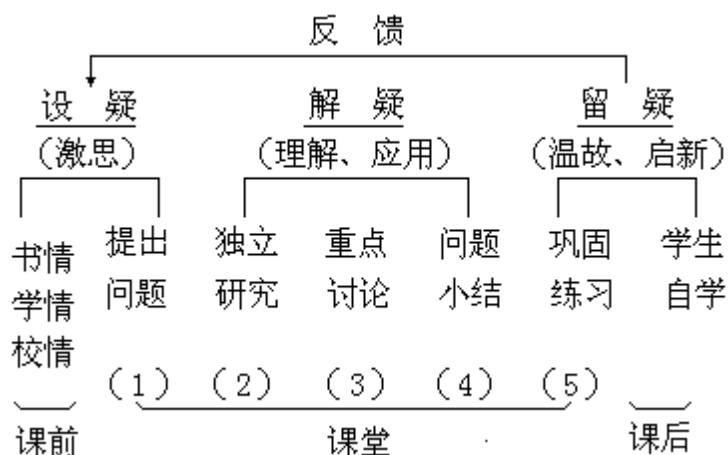 反 馈
设 疑 解 疑 留 疑
(激思) (理解、应用) (温故、启新)
书情 提出 独立 重点 问题 巩固 学生
学情 问题 研究 讨论 小结 练习 自学
校情
(1) (2) (3) (4) (5)
课前 课堂 课后